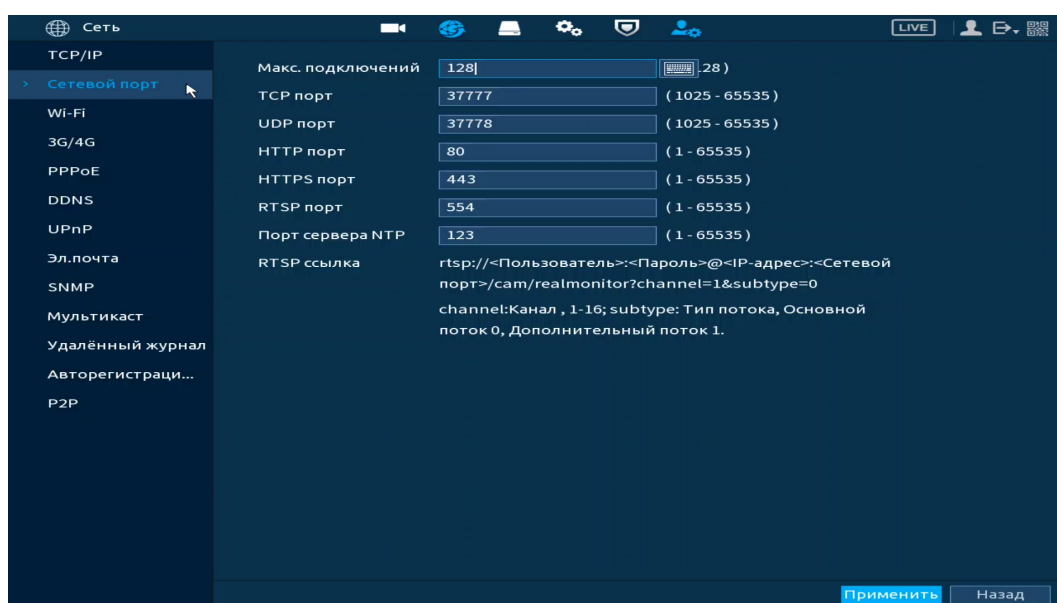 Сеть
LIVE
TCP/IP
Сетевой порт
Wi-Fi
3G/4G
PPPoE
DDNS
UPnP
Эл.почта
SNMP
Мультикаст
Удалённый журнал
Авторегистраци...
P2P
Макс. подключений 128 28 )
TCP порт 37777 ( 1025 - 65535 )
UDP порт 37778 ( 1025 - 65535 )
HTTP порт 80 ( 1 - 65535 )
HTTPS порт 443 ( 1 - 65535 )
RTSP порт 554 ( 1 - 65535 )
Порт сервера NTP 123 ( 1 - 65535 )
RTSP ссылка rtsp://<Пользователь>:<Пароль>@<IP-адрес>:<Сетевой
порт>/cam/realmonitor?channel=1&subtype=0
channel:Канал , 1-16; subtype: Тип потока, Основной
поток 0, Дополнительный поток 1.
Применить Назад